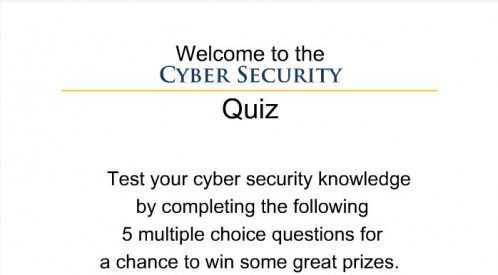 Welcome to the
CYBER SECURITY
Quiz
Test your cyber security knowledge
by completing the following
5 multiple choice questions for
a chance to win some great prizes.